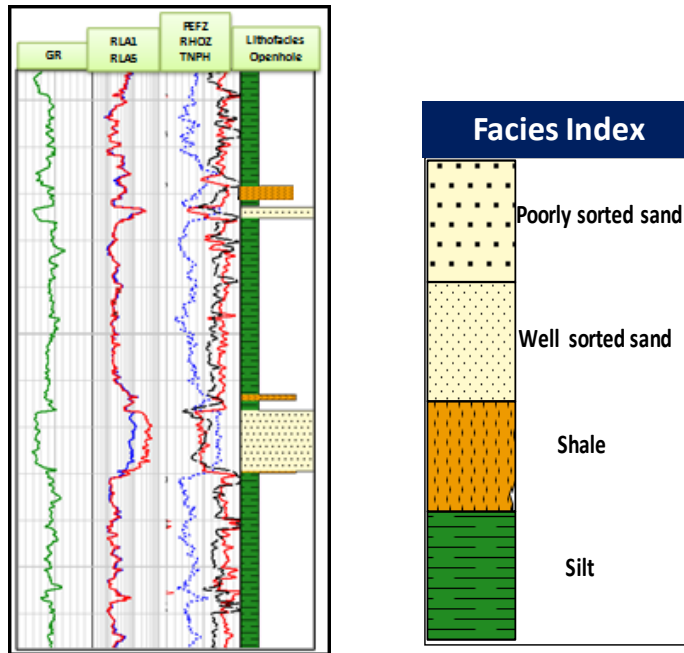 GR
RLA1
RLA5
PEFZ
RHOZ
TNPH
Lithofacies
Openhole
Facies Index
Poorly sorted sand
Well sorted sand
Shale
Silt